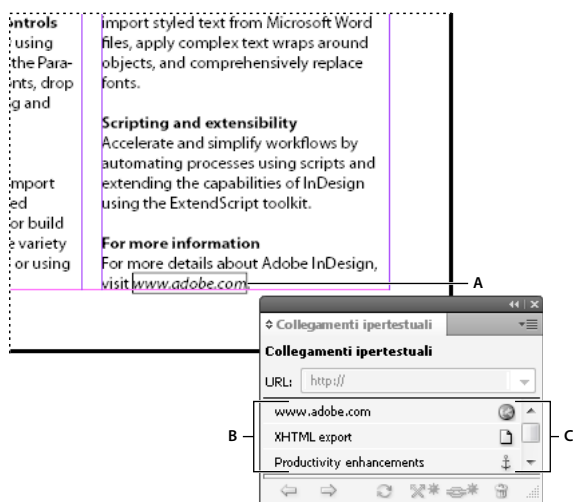 ntrols
using
the Para-
nts, drop
g and
mport
ed
or build
e variety
or using
import styled text from Microsoft Word
files, apply complex text wraps around
objects, and comprehensively replace
fonts.
Scripting and extensibility
Accelerate and simplify workflows by
automating processes using scripts and
extending the capabilities of InDesign
using the ExtendScript toolkit.
For more information
For more details about Adobe InDesign,
visit www.adobe.com.
A
Collegamenti ipertestuali
Collegamenti ipertestuali
URL: http://
www.adobe.com
B
XHTML export
C
Productivity enhancements